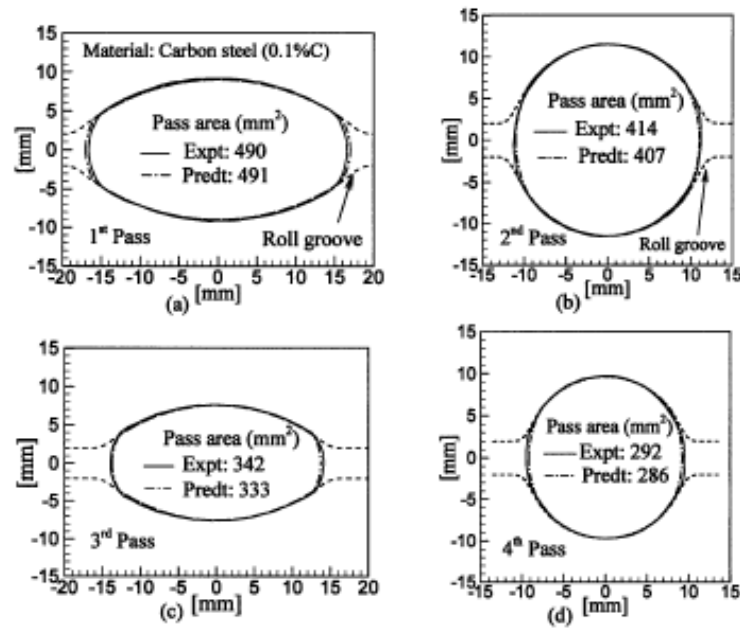 Material: Carbon steel (0.1%C)
Pass area (mm²)
Expt: 490
Predt: 491
1st Pass
Roll groove
15
10
5
0
-5
-10
-15
[mm]
-20 -15 -10 -5 0 5 10 15 20
[mm]
(a)
Pass area (mm²)
Expt: 414
Predt: 407
2nd Pass
Roll groove
15
10
5
0
-5
-10
-15
[mm]
-15 -10 -5 0 5 10 15
[mm]
(b)
Pass area (mm²)
Expt: 342
Predt: 333
3rd Pass
15
10
5
0
-5
-10
-15
[mm]
-20 -15 -10 -5 0 5 10 15 20
[mm]
(c)
Pass area (mm²)
Expt: 292
Predt: 286
4th Pass
15
10
5
0
-5
-10
-15
[mm]
-15 -10 -5 0 5 10 15
[mm]
(d)